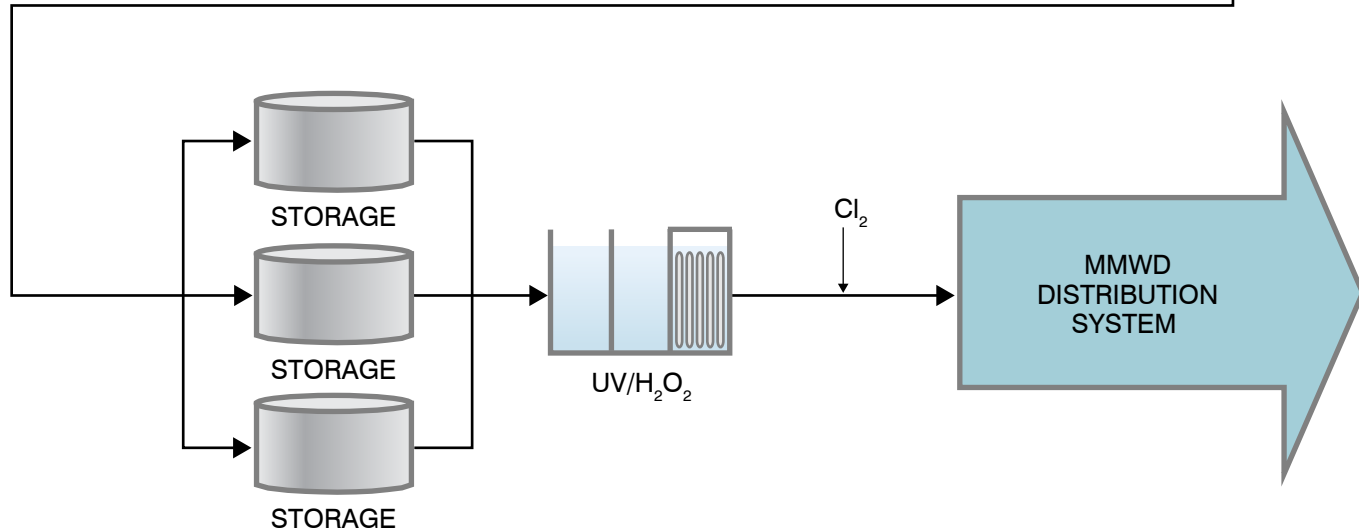 STORAGE
STORAGE
STORAGE
UV/H₂O₂
Cl₂
MMWD
DISTRIBUTION
SYSTEM